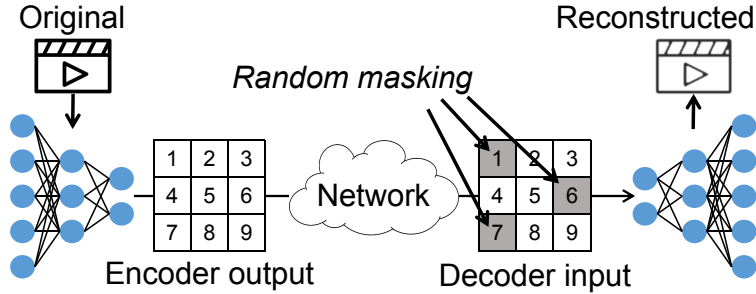 Original
Reconstructed
Random masking
1 2 3
4 5 6
7 8 9
Network
1 2 3
4 5 6
7 8 9
Encoder output
Decoder input